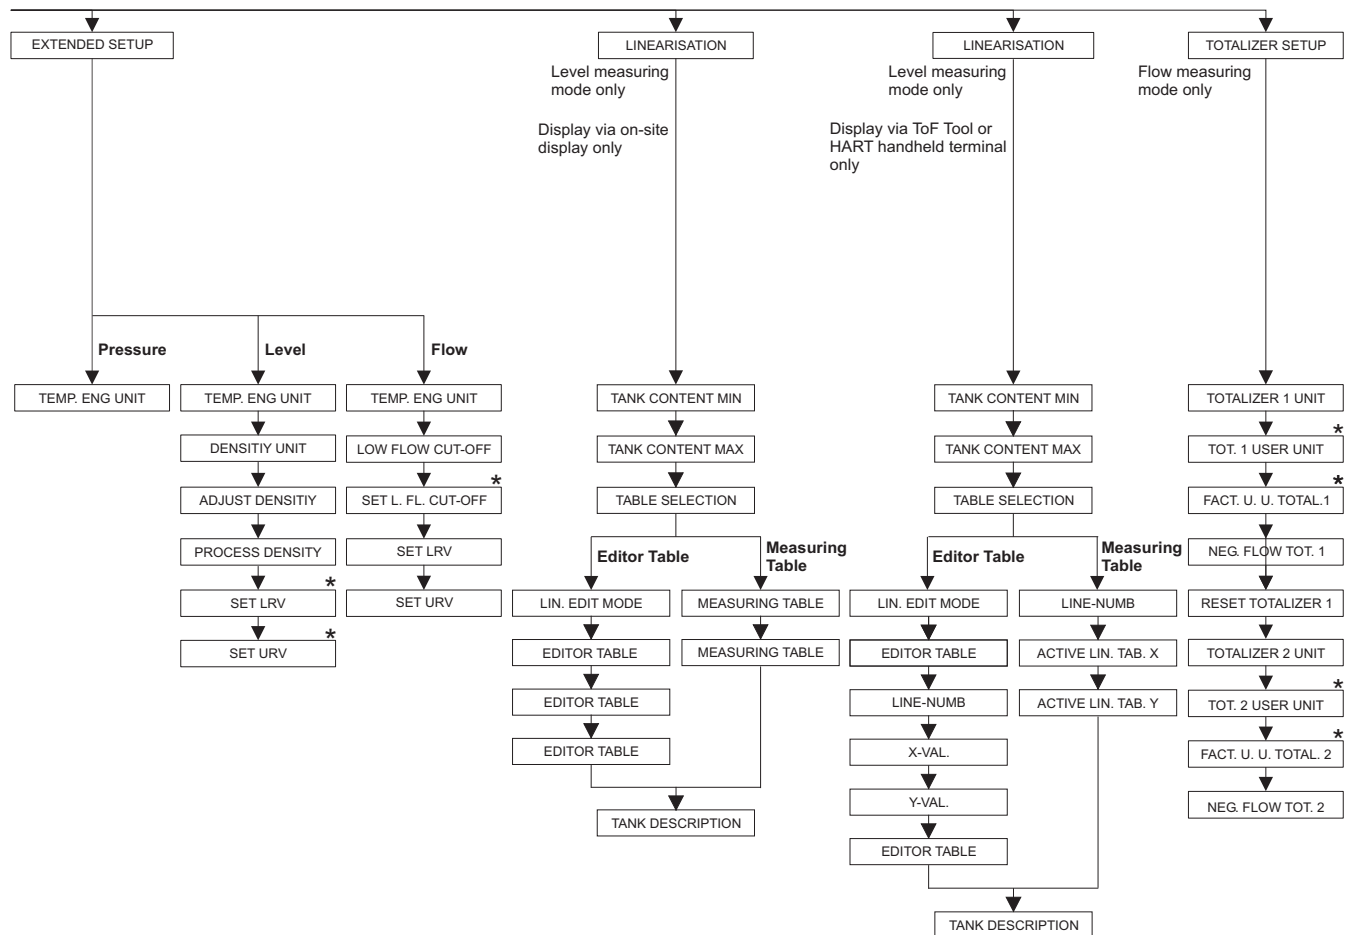 EXTENDED SETUP
Pressure
TEMP. ENG UNIT
Level
TEMP. ENG UNIT
DENSITIY UNIT
ADJUST DENSITIY
PROCESS DENSITY
*
SET LRV
*
SET URV
Flow
TEMP. ENG UNIT
LOW FLOW CUT-OFF
*
SET L. FL. CUT-OFF
SET LRV
SET URV
LINEARISATION
Level measuring
mode only
Display via on-site
display only
TANK CONTENT MIN
TANK CONTENT MAX
TABLE SELECTION
Editor Table
LIN. EDIT MODE
EDITOR TABLE
EDITOR TABLE
EDITOR TABLE
Measuring
Table
MEASURING TABLE
MEASURING TABLE
TANK DESCRIPTION
LINEARISATION
Level measuring
mode only
Display via ToF Tool or
HART handheld terminal
only
TANK CONTENT MIN
TANK CONTENT MAX
TABLE SELECTION
Editor Table
LIN. EDIT MODE
EDITOR TABLE
LINE-NUMB
X-VAL.
Y-VAL.
EDITOR TABLE
Measuring
Table
LINE-NUMB
ACTIVE LIN. TAB. X
ACTIVE LIN. TAB. Y
TANK DESCRIPTION
TOTALIZER SETUP
Flow measuring
mode only
TOTALIZER 1 UNIT
*
TOT. 1 USER UNIT
*
FACT. U. U. TOTAL.1
NEG. FLOW TOT. 1
RESET TOTALIZER 1
TOTALIZER 2 UNIT
*
TOT. 2 USER UNIT
*
FACT. U. U. TOTAL. 2
NEG. FLOW TOT. 2